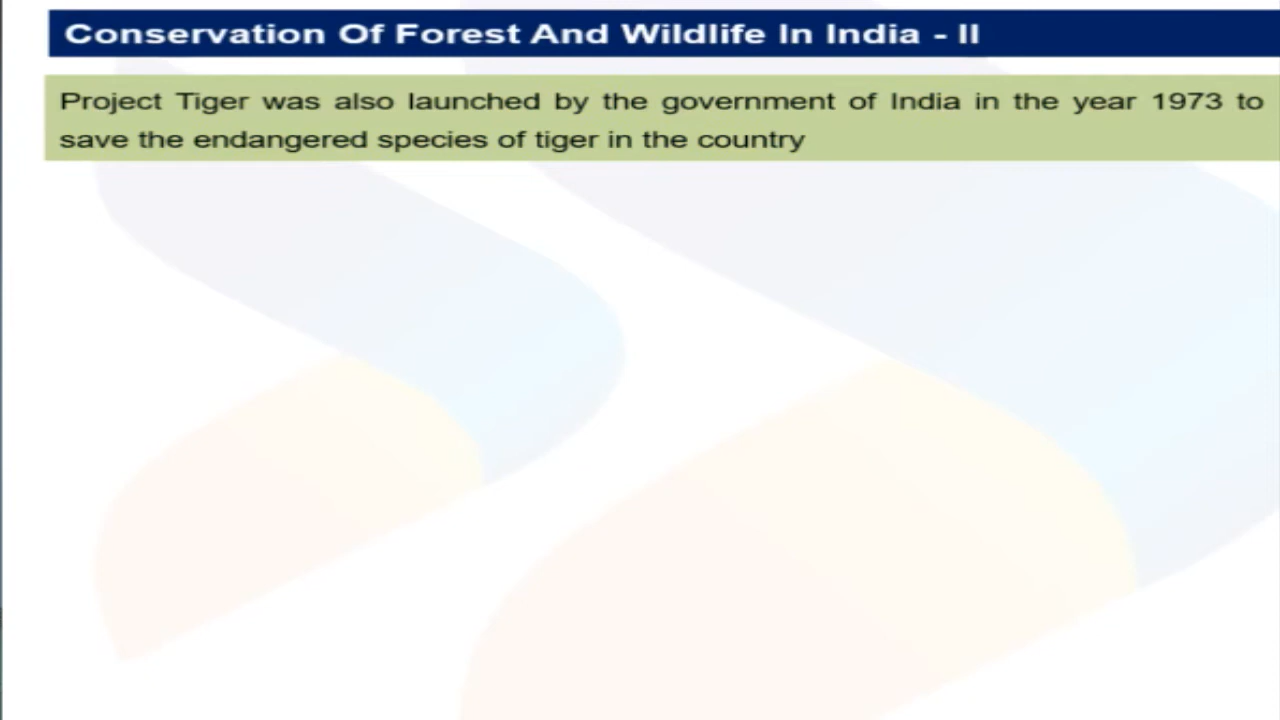 Conservation Of Forest And Wildlife In India - II
Project Tiger was also launched by the government of India in the year 1973 to
save the endangered species of tiger in the country